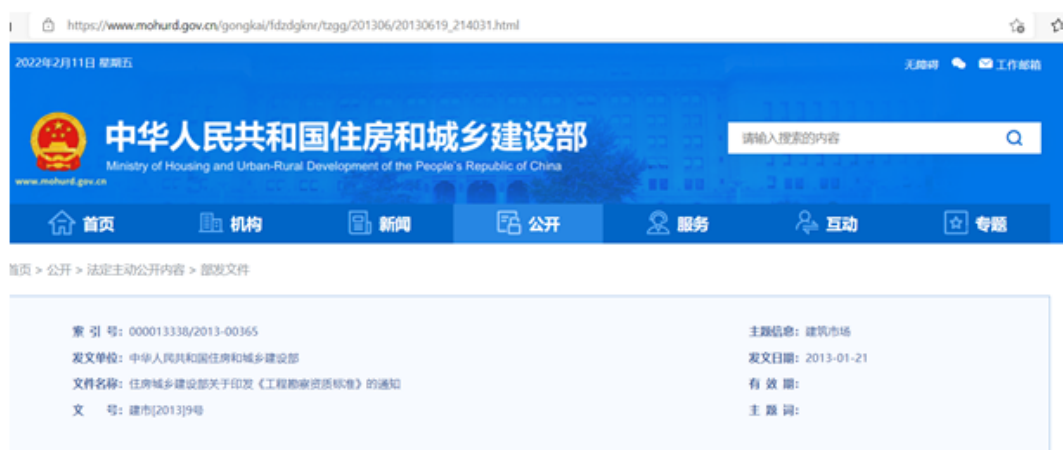 https://www.mohurd.gov.cn/gongkai/fdzdgknr/tzgg/201306/20130619_214031.html
2022年2月11日 星期五
无障碍 工作邮箱
中华人民共和国住房和城乡建设部
Ministry of Housing and Urban-Rural Development of the People's Republic of China
www.mohurd.gov.cn
请输入搜索的内容
首页 机构 新闻 公开 服务 互动 专题
首页 > 公开 > 法定主动公开内容 > 部发文件
索 引 号：000013338/2013-00365
主题信息：建筑市场
发文单位：中华人民共和国住房和城乡建设部
发文日期：2013-01-21
文件名称：住房城乡建设部关于印发《工程勘察资质标准》的通知
有 效 期：
文 号：建市[2013]9号
主 题 词：